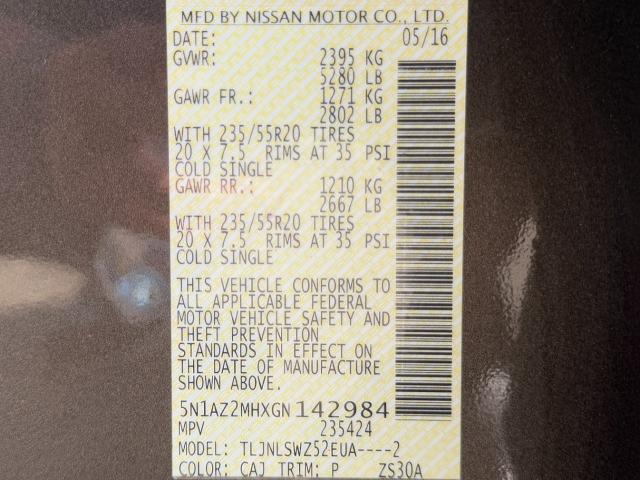 MFD BY NISSAN MOTOR CO., LTD.
DATE: 05/16
GVWR: 2395 KG
5280 LB
GAWR FR.: 1271 KG
2802 LB
WITH 235/55R20 TIRES
20 X 7.5 RIMS AT 35 PSI
COLD SINGLE
GAWR RR.: 1210 KG
2667 LB
WITH 235/55R20 TIRES
20 X 7.5 RIMS AT 35 PSI
COLD SINGLE
THIS VEHICLE CONFORMS TO
ALL APPLICABLE FEDERAL
MOTOR VEHICLE SAFETY AND
THEFT PREVENTION
STANDARDS IN EFFECT ON
THE DATE OF MANUFACTURE
SHOWN ABOVE.
5N1AZ2MHXGN142984
MPV 235424
MODEL: TLJNLSWZ52EUA----2
COLOR: CAJ TRIM: P ZS30A